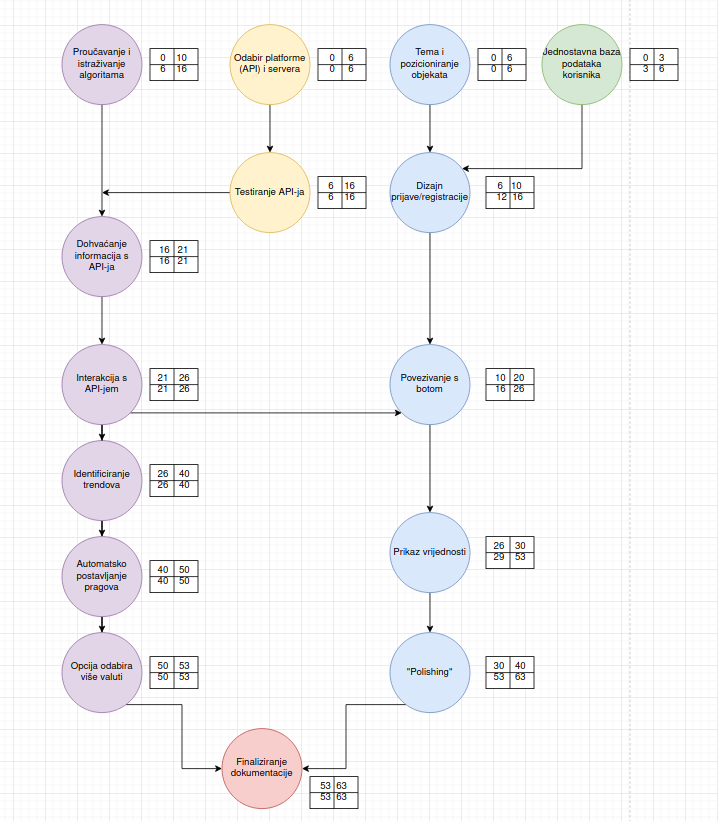 Proučavanje i
istraživanje
algoritama
0 10
6 16
Odabir platforme
(API) i servera
0 6
0 6
Tema i
pozicioniranje
objekata
0 6
0 6
Jednostavna baza
podataka
korisnika
0 3
3 6
Testiranje API-ja
6 16
6 16
Dizajn
prijave/registracije
6 10
12 16
Dohvaćanje
informacija s
API-ja
16 21
16 21
Interakcija s
API-jem
21 26
21 26
Povezivanje s
botom
10 20
16 26
Identificiranje
trendova
26 40
26 40
Prikaz vrijednosti
26 30
29 53
Automatsko
postavljanje
pragova
40 50
40 50
Opcija odabira
više valuti
50 53
50 53
"Polishing"
30 40
53 63
Finaliziranje
dokumentacije
53 63
53 63